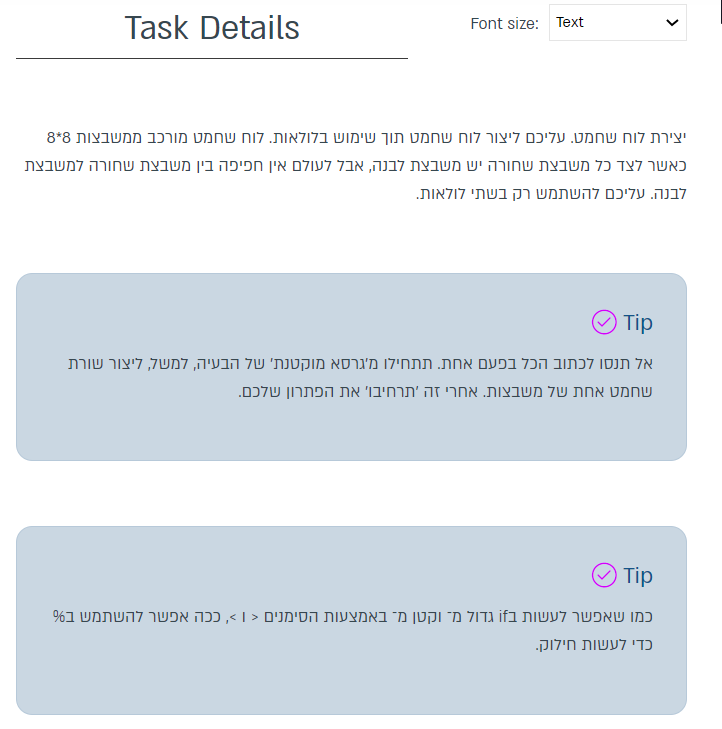 Task Details
Font size:
Text
יצירת לוח שחמט. עליכם ליצור לוח שחמט תוך שימוש בלולאות. לוח שחמט מורכב ממשבצות 8*8
כאשר לצד כל משבצת שחורה יש משבצת לבנה, אבל לעולם אין חפיפה בין משבצת שחורה למשבצת
לבנה. עליכם להשתמש רק בשתי לולאות.
Tip
אל תנסו לכתוב הכל בפעם אחת. תתחילו מ'גרסא מוקטנת' של הבעיה, למשל, ליצור שורת
שחמט אחת של משבצות. אחרי זה 'תרחיבו' את הפתרון שלכם.
Tip
כמו שאפשר לעשות בif גדול מ־ וקטן מ־ באמצעות הסימנים < ו >, ככה אפשר להשתמש ב%
כדי לעשות חילוק.